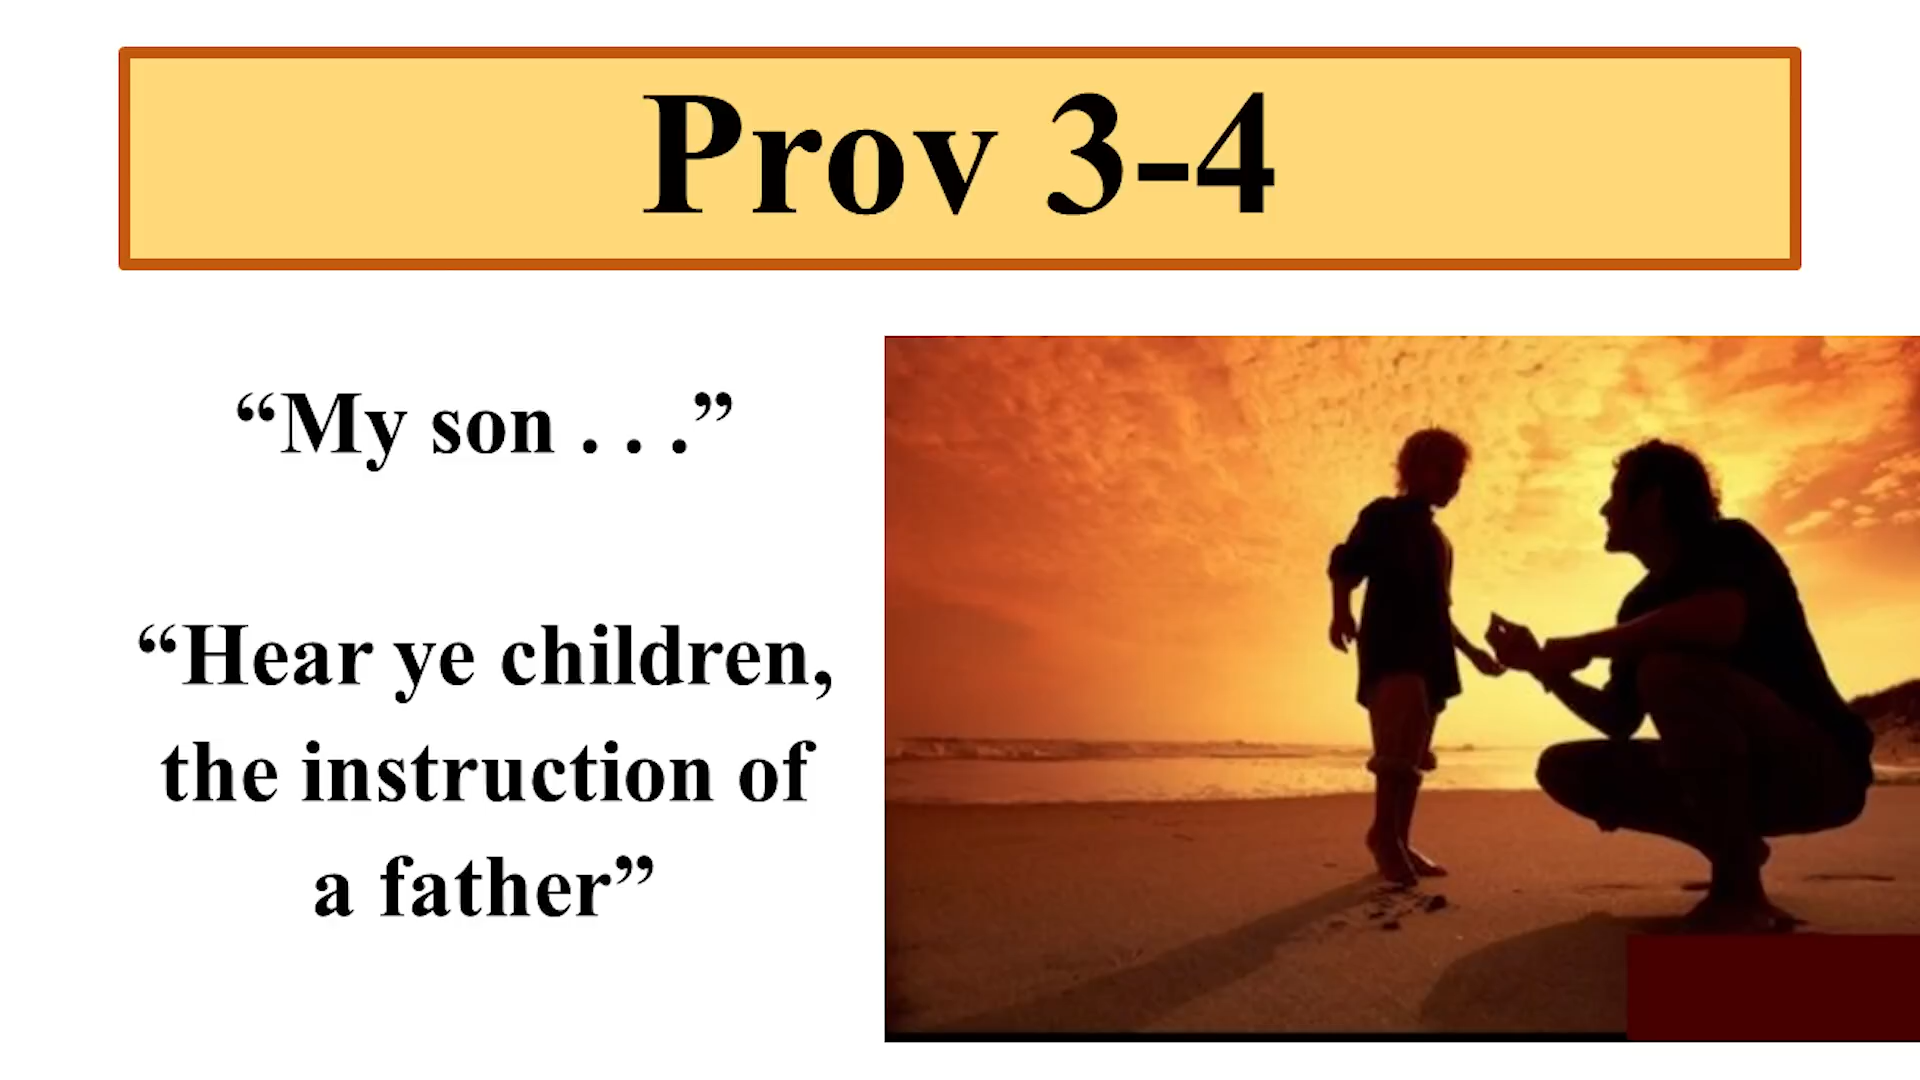 Prov 3-4
“My son . . .”
“Hear ye children,
the instruction of
a father”